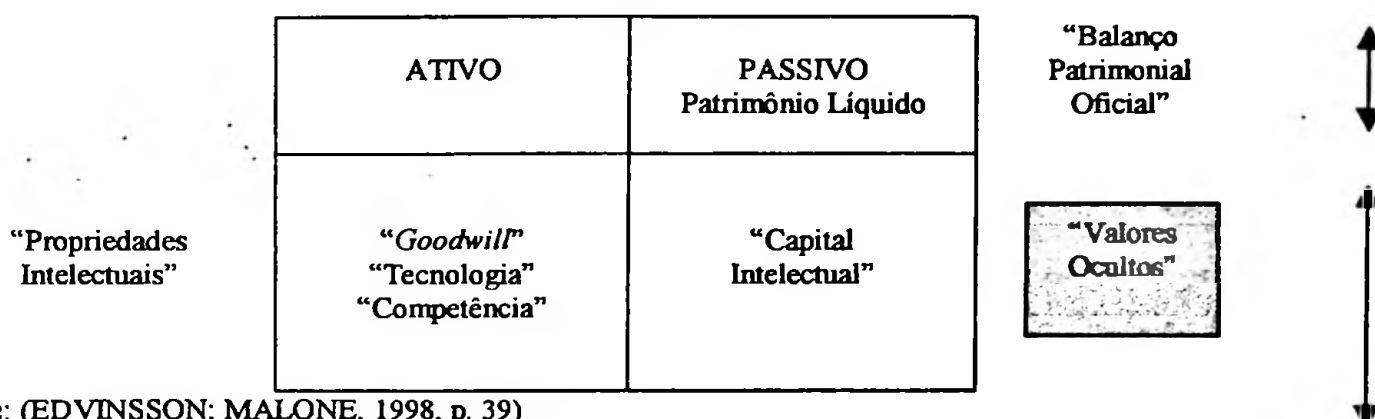 ATIVO
PASSIVO
Patrimônio Líquido
“Balanço
Patrimonial
Oficial”
“Propriedades
Intelectuais”
“Goodwill”
“Tecnologia”
“Competência”
“Capital
Intelectual”
“Valores
Ocultos”
(EDVINSSON; MALONE, 1998, p. 39)